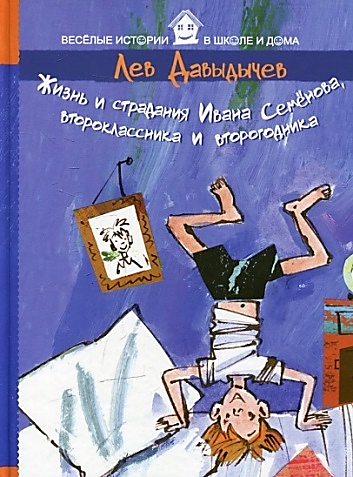 ВЕСЁЛЫЕ ИСТОРИИ В ШКОЛЕ И ДОМА
Лев Давыдычев
Жизнь и страдания Ивана Семёнова,
второклассника и второгодника